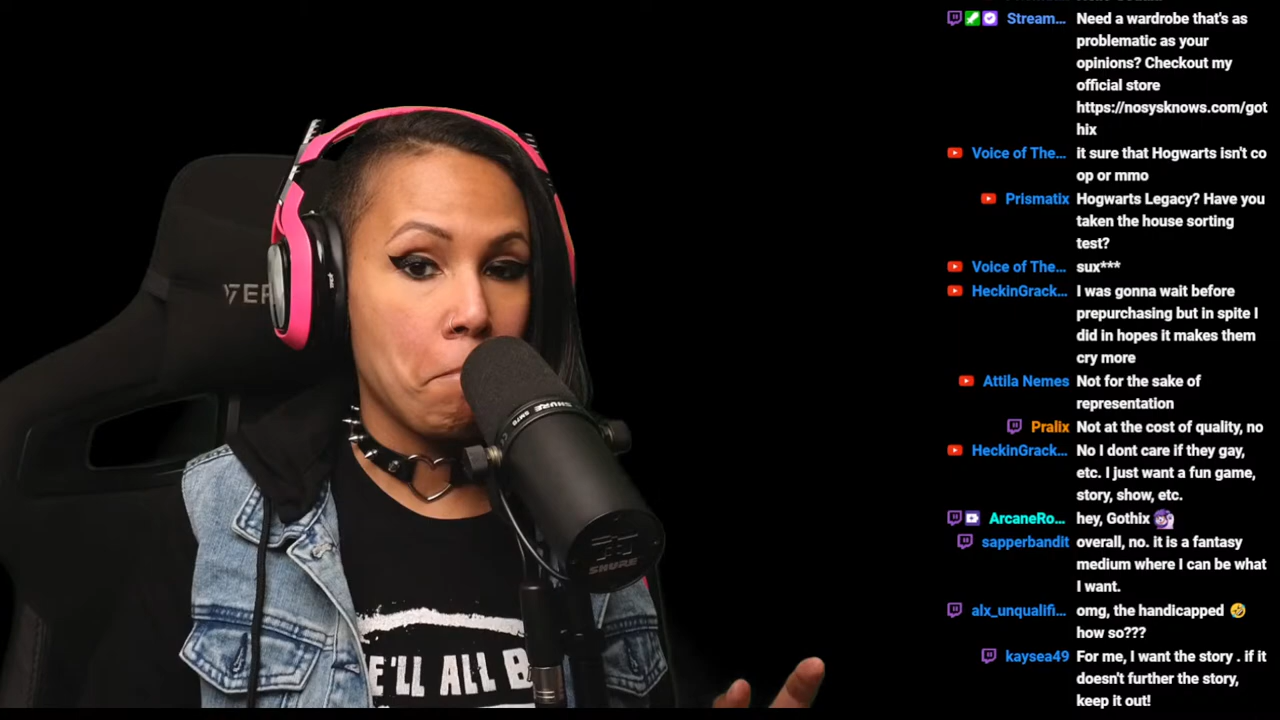 Stream...
Need a wardrobe that's as
problematic as your
opinions? Checkout my
official store
https://nosysknows.com/got
hix
Voice of The...
it sure that Hogwarts isn't co
op or mmo
Prismatix
Hogwarts Legacy? Have you
taken the house sorting
test?
Voice of The...
sux***
HeckinGrack...
I was gonna wait before
prepurchasing but in spite I
did in hopes it makes them
cry more
Attila Nemes
Not for the sake of
representation
Pralix
Not at the cost of quality, no
HeckinGrack...
No I dont care if they gay,
etc. I just want a fun game,
story, show, etc.
ArcaneRo...
hey, Gothix
sapperbandit
overall, no. it is a fantasy
medium where I can be what
I want.
alx_unqualifi...
omg, the handicapped 🤣
how so???
kaysea49
For me, I want the story . if it
doesn't further the story,
keep it out!
SHURE SM7B
SHURE
E'LL ALL B